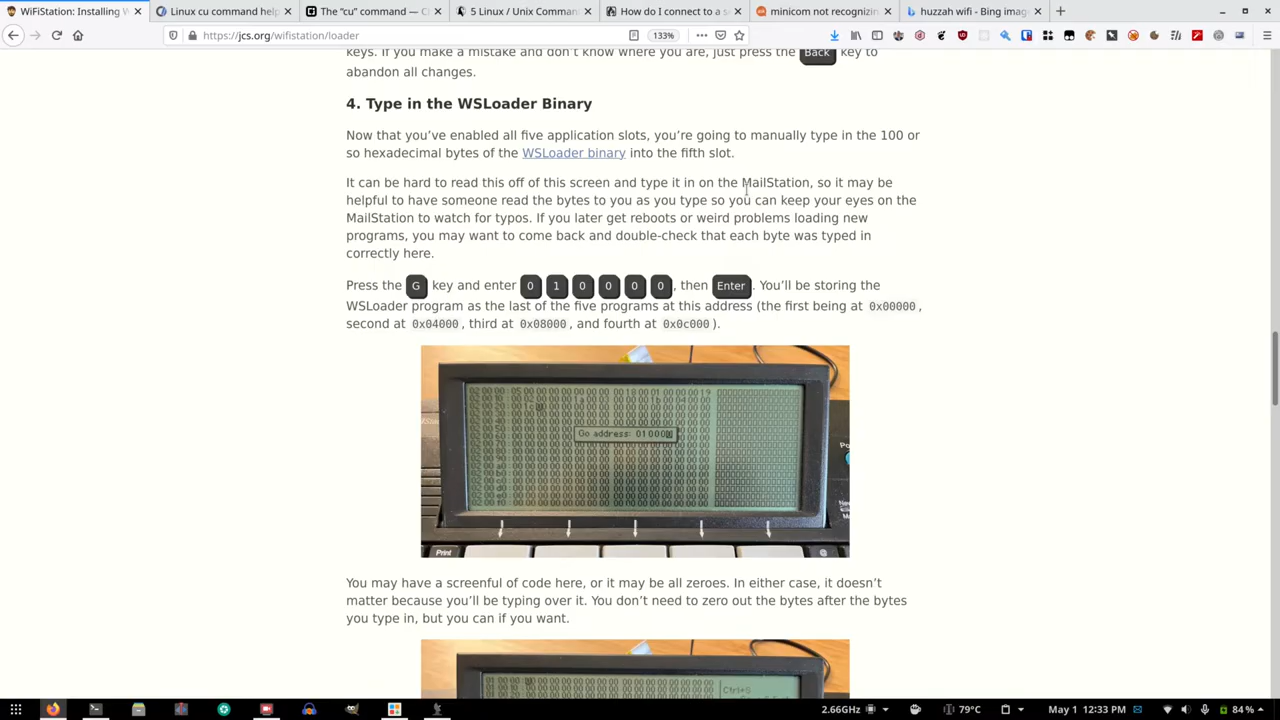 WiFiStation: Installing W
Linux cu command help
The "cu" command — C
5 Linux / Unix Comman
How do I connect to a s
minicom not recognizin
huzzah wifi - Bing imag
https://jcs.org/wifistation/loader
133%
keys. If you make a mistake and don't know where you are, just press the Back key to
abandon all changes.
4. Type in the WSLoader Binary
Now that you've enabled all five application slots, you're going to manually type in the 100 or
so hexadecimal bytes of the WSLoader binary into the fifth slot.
It can be hard to read this off of this screen and type it in on the MailStation, so it may be
helpful to have someone read the bytes to you as you type so you can keep your eyes on the
MailStation to watch for typos. If you later get reboots or weird problems loading new
programs, you may want to come back and double-check that each byte was typed in
correctly here.
Press the G key and enter 0 1 0 0 0 0, then Enter. You'll be storing the
WSLoader program as the last of the five programs at this address (the first being at 0x00000,
second at 0x04000, third at 0x08000, and fourth at 0x0c000).
Go address: 010000
Print
You may have a screenful of code here, or it may be all zeroes. In either case, it doesn't
matter because you'll be typing over it. You don't need to zero out the bytes after the bytes
you type in, but you can if you want.
Ctrl+S
2.66GHz
79°C
May 1 12:33 PM
84 %